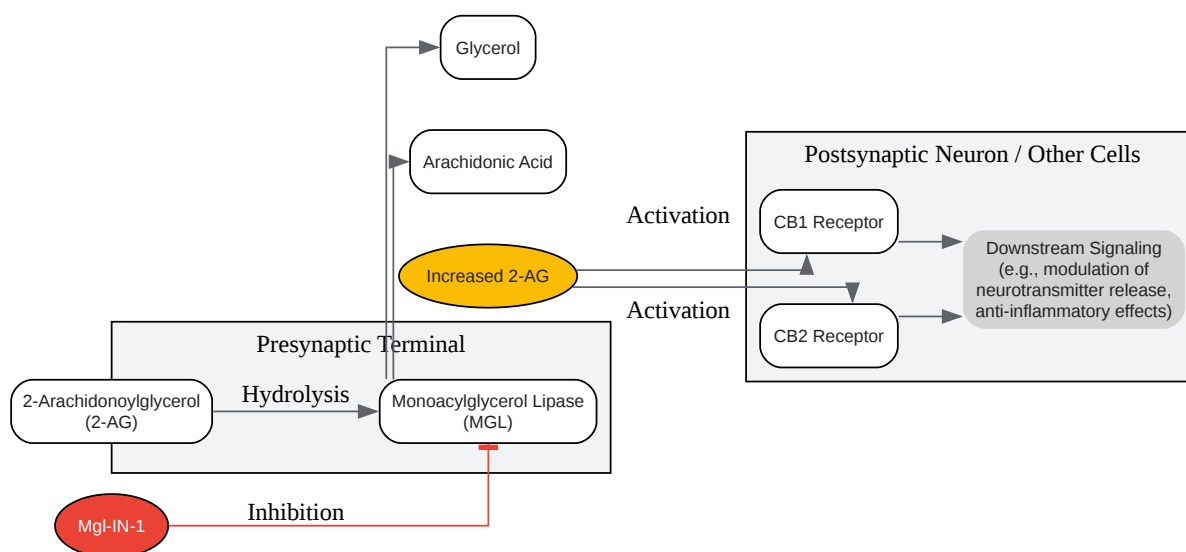 Glycerol
Arachidonic Acid
Postsynaptic Neuron / Other Cells
Activation
CB1 Receptor
Increased 2-AG
Downstream Signaling
(e.g., modulation of
neurotransmitter release,
anti-inflammatory effects)
Activation
CB2 Receptor
Presynaptic Terminal
2-Arachidonoylglycerol
(2-AG)
Hydrolysis
Monoacylglycerol Lipase
(MGL)
Mgl-IN-1
Inhibition